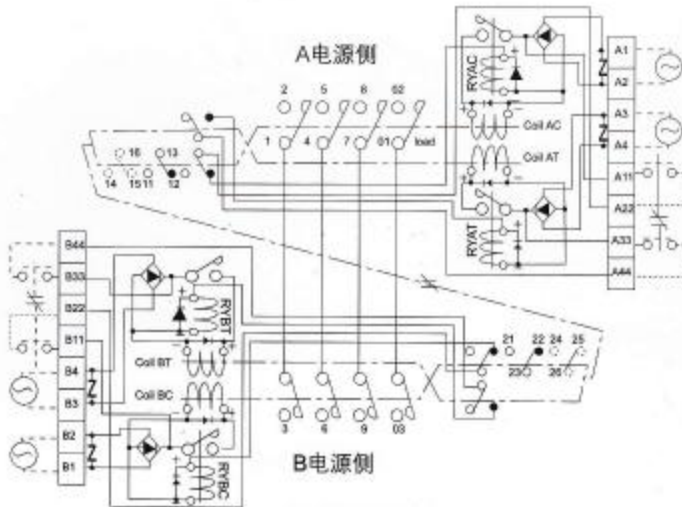 A电源侧
2 5 8 62
1 4 7 01 load
16 13
14 15 11 12
RYAC
Coil AC
Coil AT
RYAT
A1
A2
A3
A4
A11
A22
A33
A44
B44
B33
B22
B11
B4
B3
B2
B1
RYBT
Coil BT
Coil BC
RYBC
21 22 24 25
23 26
3 6 9 03
B电源侧